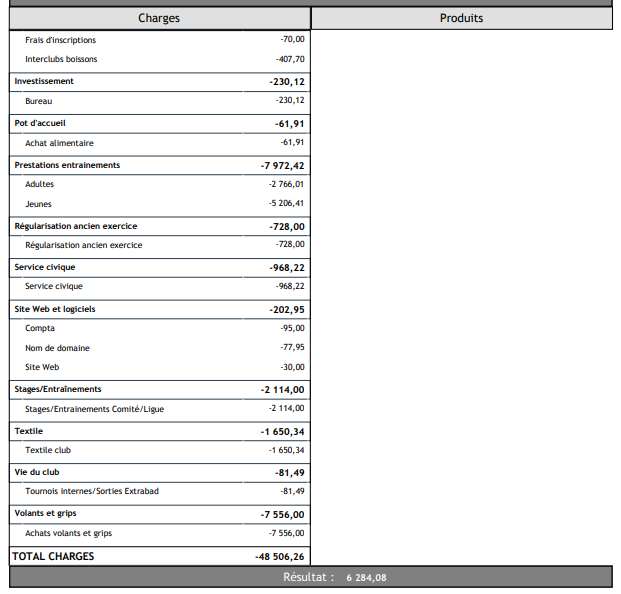 Charges Produits
Frais d'inscriptions -70,00
Interclubs boissons -407,70
Investissement -230,12
Bureau -230,12
Pot d'accueil -61,91
Achat alimentaire -61,91
Prestations entrainements -7 972,42
Adultes -2 766,01
Jeunes -5 206,41
Régularisation ancien exercice -728,00
Régularisation ancien exercice -728,00
Service civique -968,22
Service civique -968,22
Site Web et logiciels -202,95
Compta -95,00
Nom de domaine -77,95
Site Web -30,00
Stages/Entraînements -2 114,00
Stages/Entrainements Comité/Ligue -2 114,00
Textile -1 650,34
Textile club -1 650,34
Vie du club -81,49
Tournois internes/Sorties Extrabad -81,49
Volants et grips -7 556,00
Achats volants et grips -7 556,00
TOTAL CHARGES -48 506,26
Résultat : 6 284,08